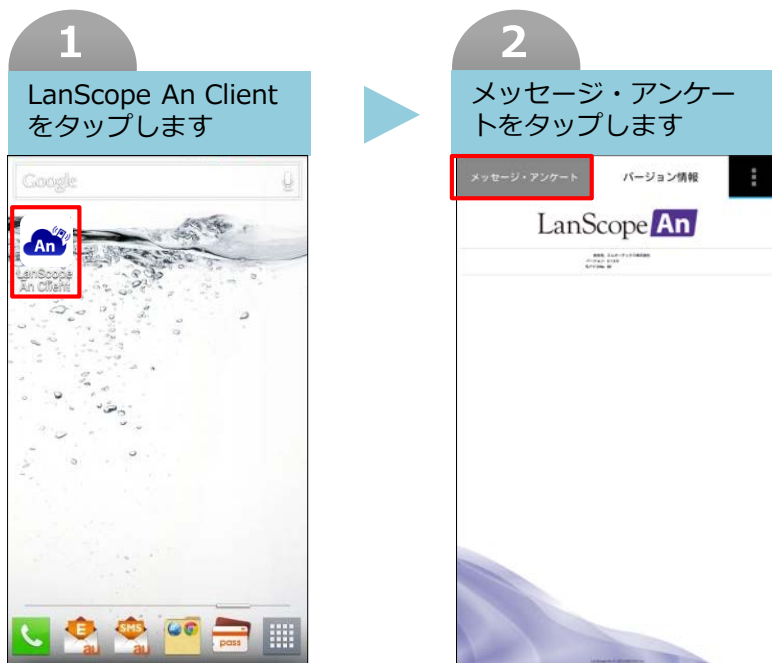 1
LanScope An Client
をタップします
Google
An
LanScope
An Client
E
au
SMS
au
pass
2
メッセージ・アンケー
トをタップします
メッセージ・アンケート
バージョン情報
LanScope An